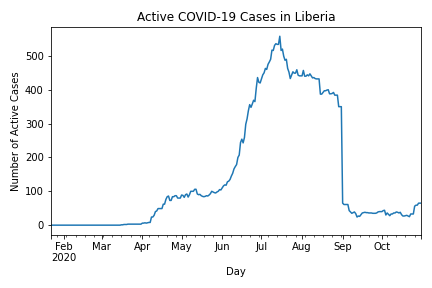 Active COVID-19 Cases in Liberia
Number of Active Cases
500
400
300
200
100
0
Feb Mar Apr May Jun Jul Aug Sep Oct
2020
Day